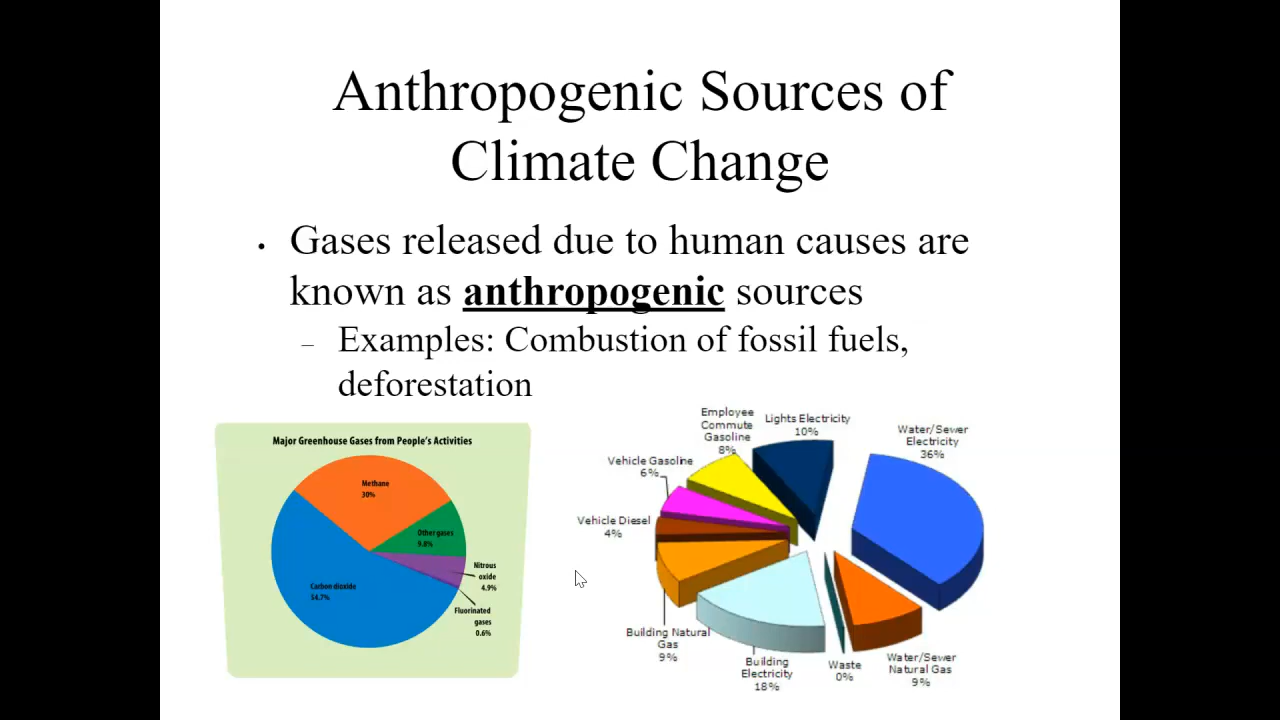 Anthropogenic Sources of
Climate Change
• Gases released due to human causes are
known as anthropogenic sources
– Examples: Combustion of fossil fuels,
deforestation
Major Greenhouse Gases from People's Activities
Methane
30%
Other gases
9.8%
Nitrous
oxide
4.9%
Carbon dioxide
54.7%
Fluorinated
gases
0.6%
Employee
Commute
Gasoline
8%
Lights Electricity
10%
Water/Sewer
Electricity
36%
Vehicle Gasoline
6%
Vehicle Diesel
4%
Building Natural
Gas
9%
Building
Electricity
18%
Waste
0%
Water/Sewer
Natural Gas
9%